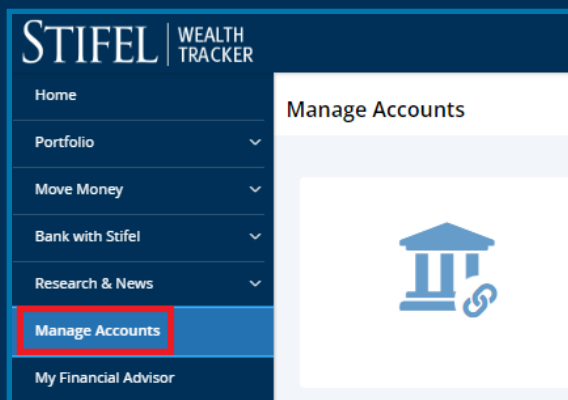 STIFEL WEALTH TRACKER
Home
Manage Accounts
Portfolio
Move Money
Bank with Stifel
Research & News
Manage Accounts
My Financial Advisor